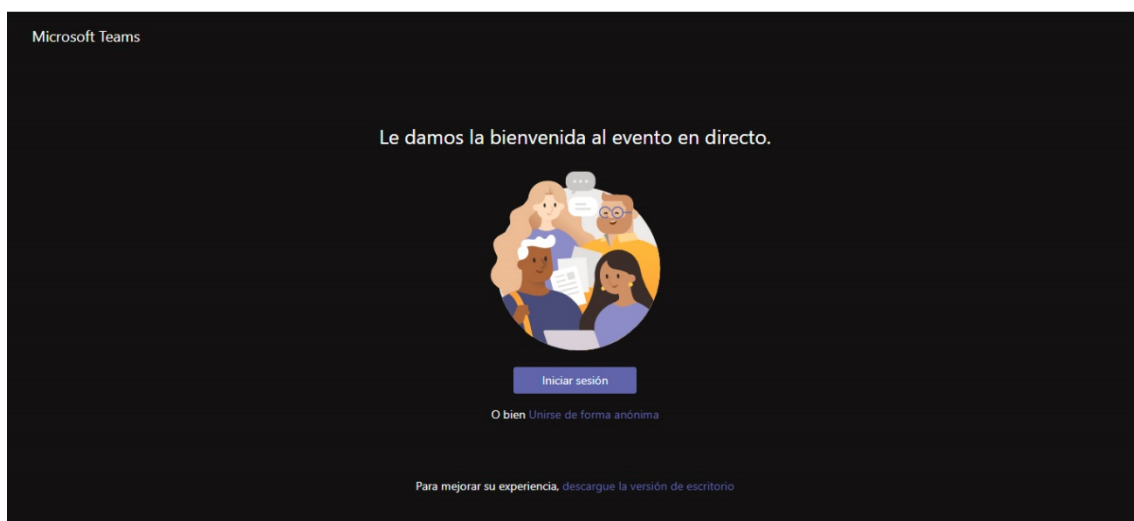 Microsoft Teams
Le damos la bienvenida al evento en directo.
Iniciar sesión
O bien Unirse de forma anónima
Para mejorar su experiencia, descargue la versión de escritorio